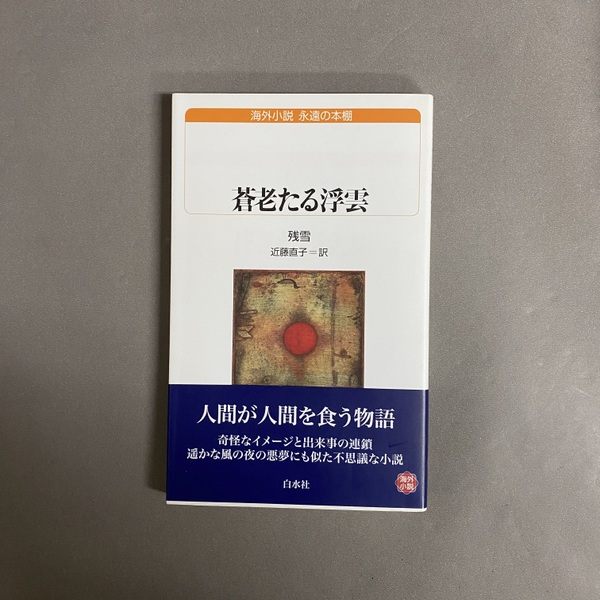 海外小説 永遠の本棚
蒼老たる浮雲
残雪
近藤直子＝訳
人間が人間を食う物語
奇怪なイメージと出来事の連鎖
遥かな風の夜の悪夢にも似た不思議な小説
白水社
海外
小説